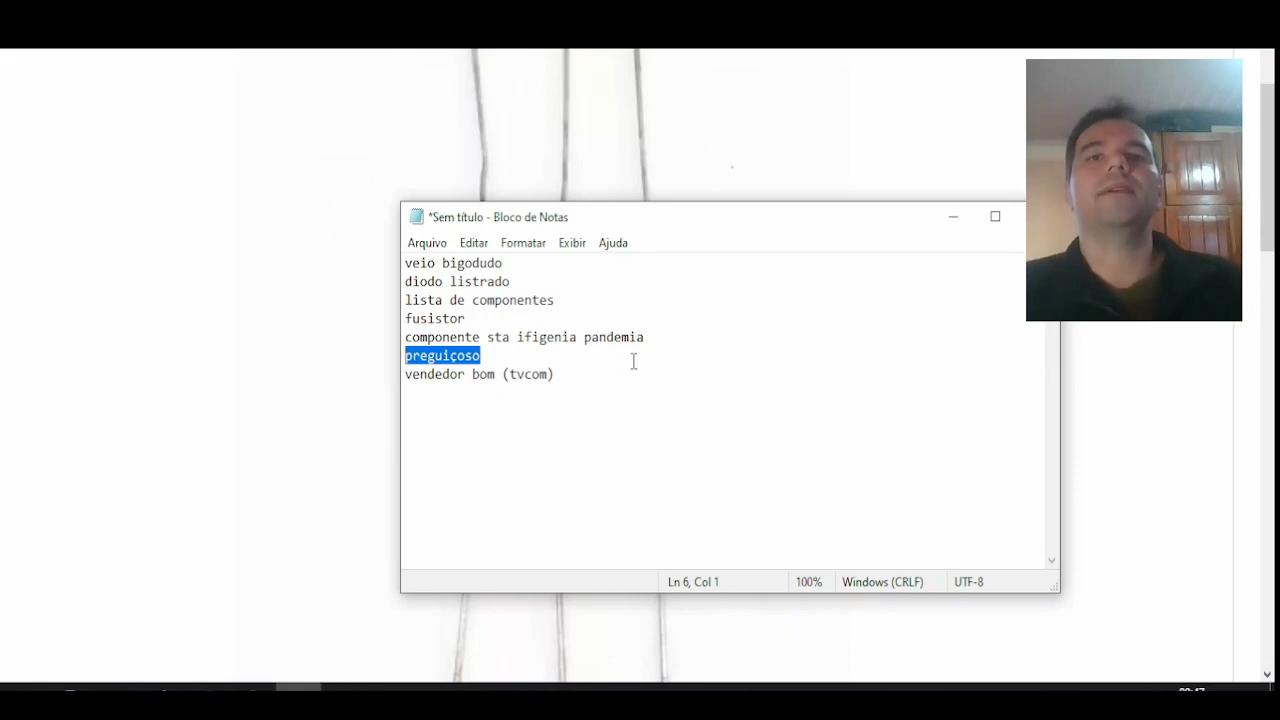 *Sem título - Bloco de Notas
Arquivo Editar Formatar Exibir Ajuda
veio bigodudo
diodo listrado
lista de componentes
fusistor
componente sta ifigenia pandemia
preguiçoso
vendedor bom (tvcom)
Ln 6, Col 1 100% Windows (CRLF) UTF-8